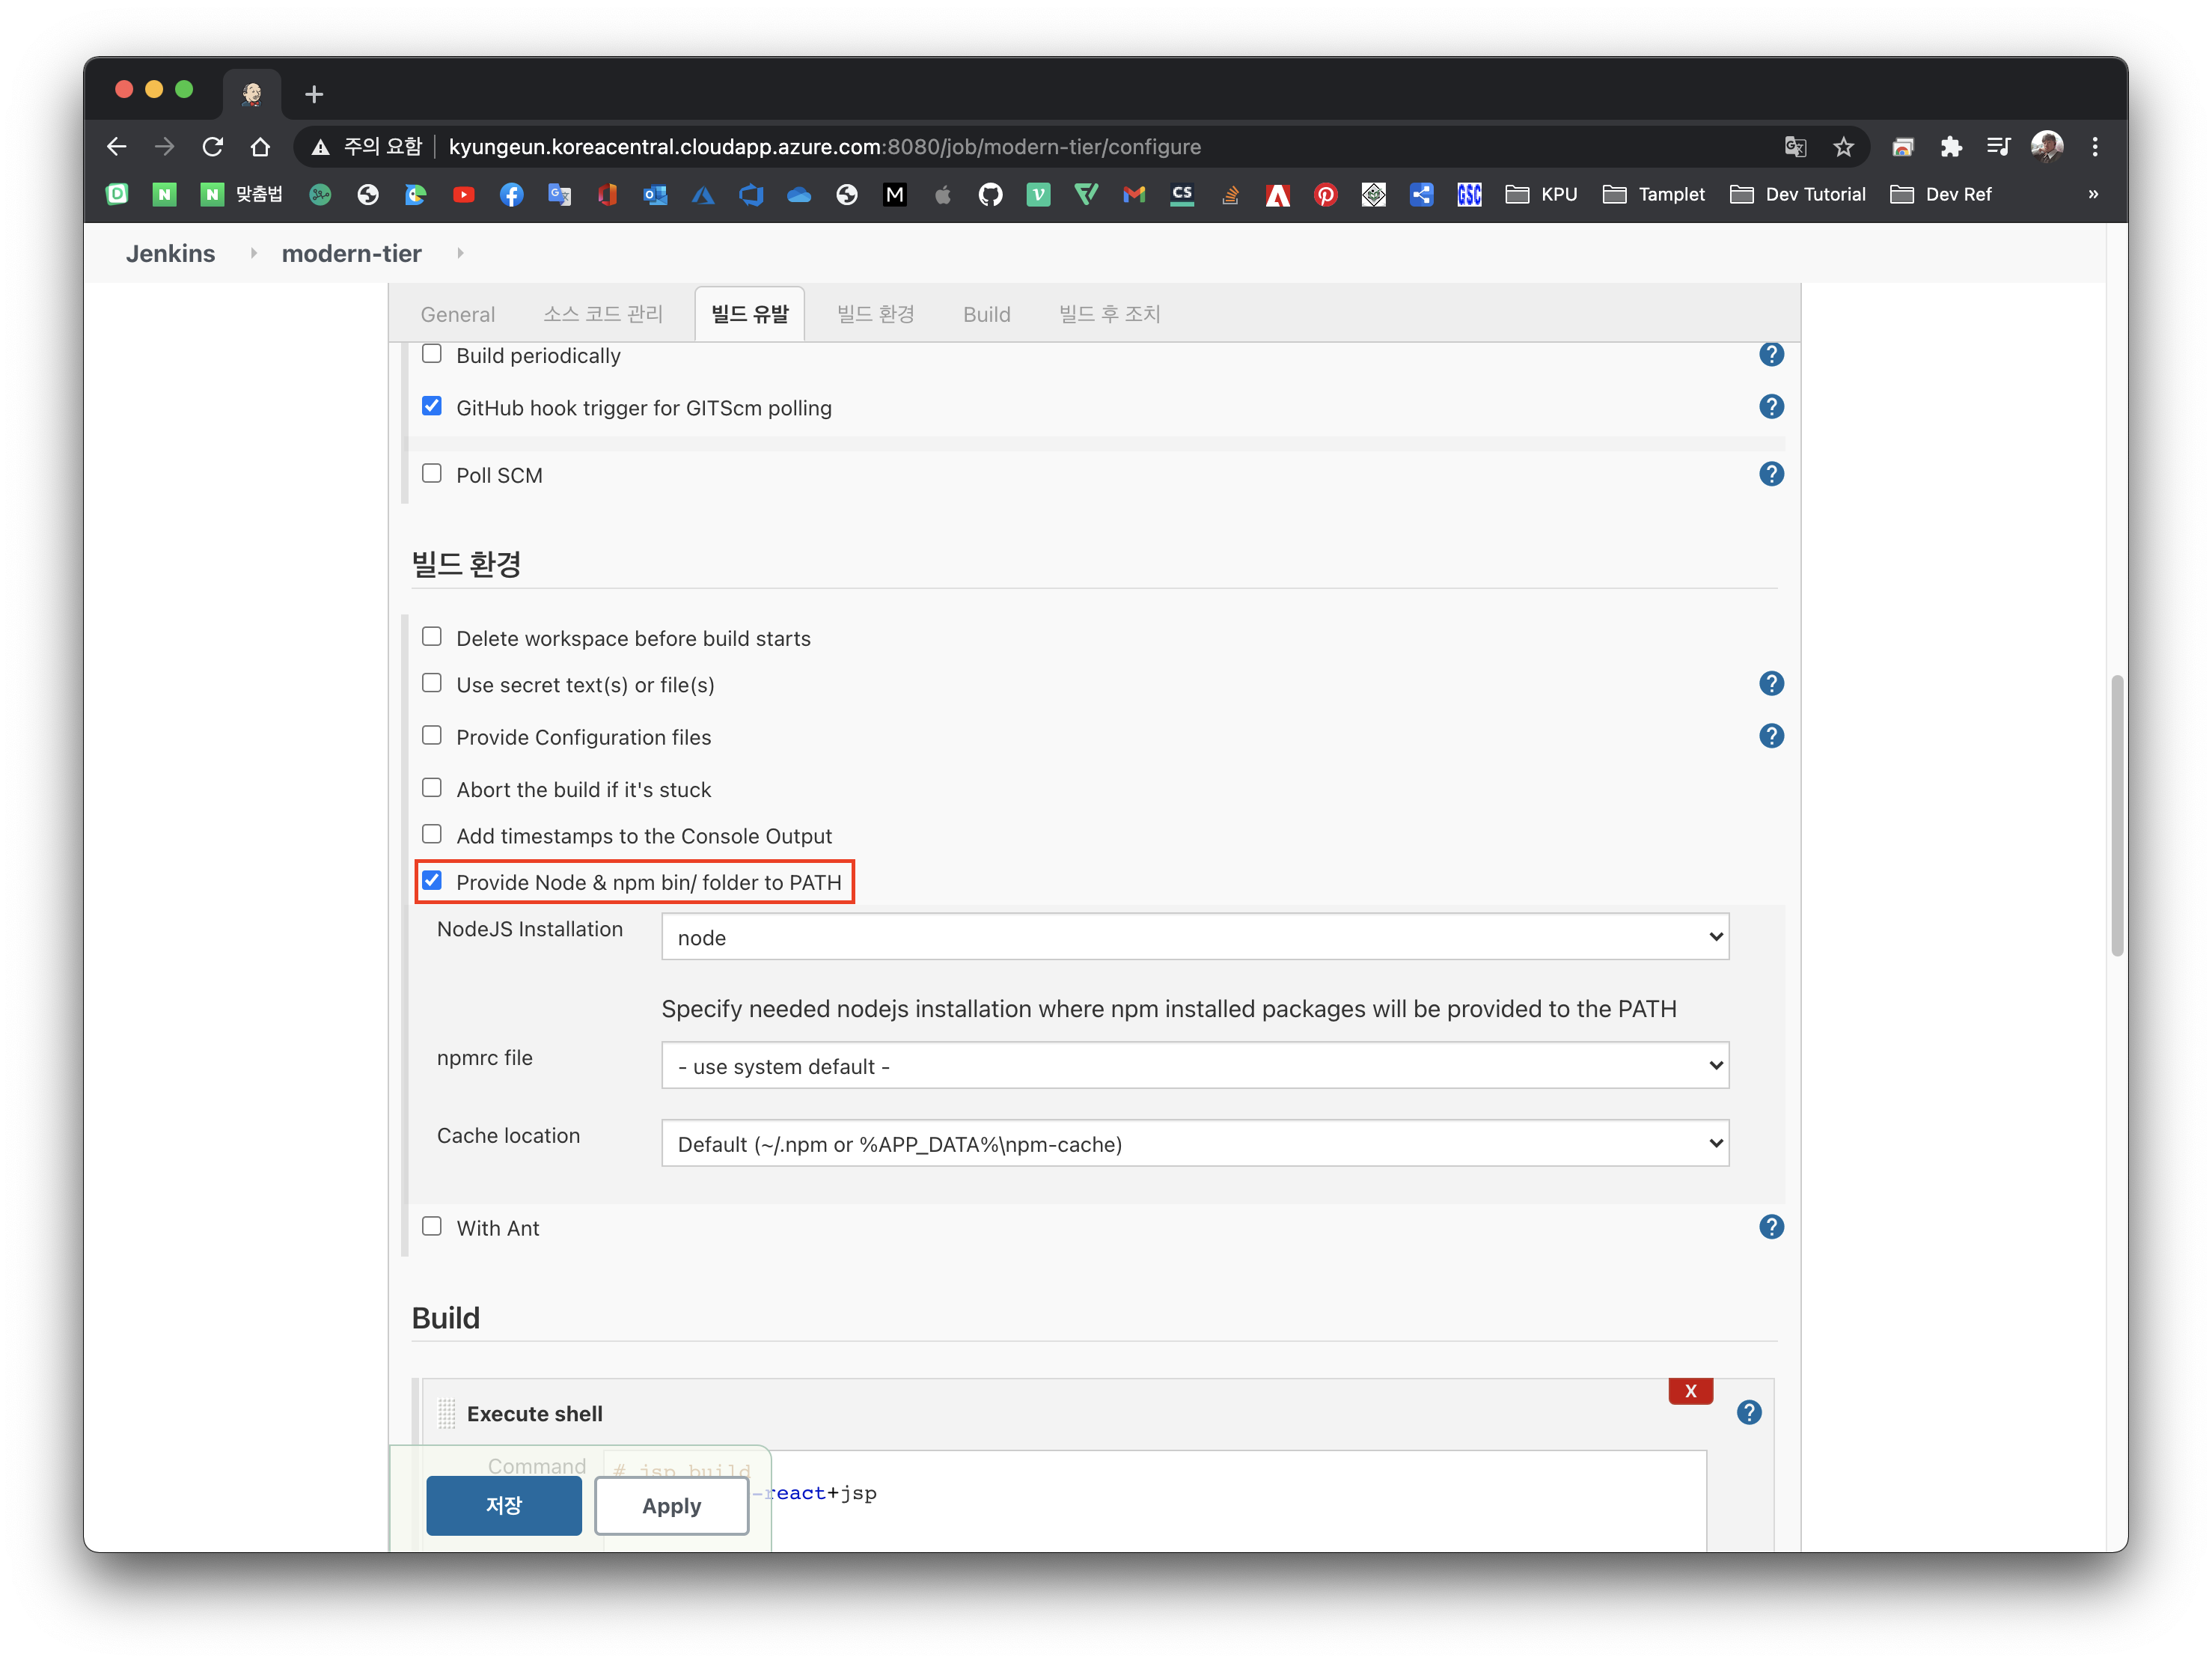 주의 요함
kyungeun.koreacentral.cloudapp.azure.com:8080/job/modern-tier/configure
맞춤법
KPU
Tamplet
Dev Tutorial
Dev Ref
»
Jenkins
modern-tier
General
소스 코드 관리
빌드 유발
빌드 환경
Build
빌드 후 조치
Build periodically
GitHub hook trigger for GITScm polling
Poll SCM
빌드 환경
Delete workspace before build starts
Use secret text(s) or file(s)
Provide Configuration files
Abort the build if it's stuck
Add timestamps to the Console Output
Provide Node & npm bin/ folder to PATH
NodeJS Installation
node
Specify needed nodejs installation where npm installed packages will be provided to the PATH
npmrc file
- use system default -
Cache location
Default (~/.npm or %APP_DATA%\npm-cache)
With Ant
Build
X
Execute shell
Command
# jsp build
-react+jsp
저장
Apply